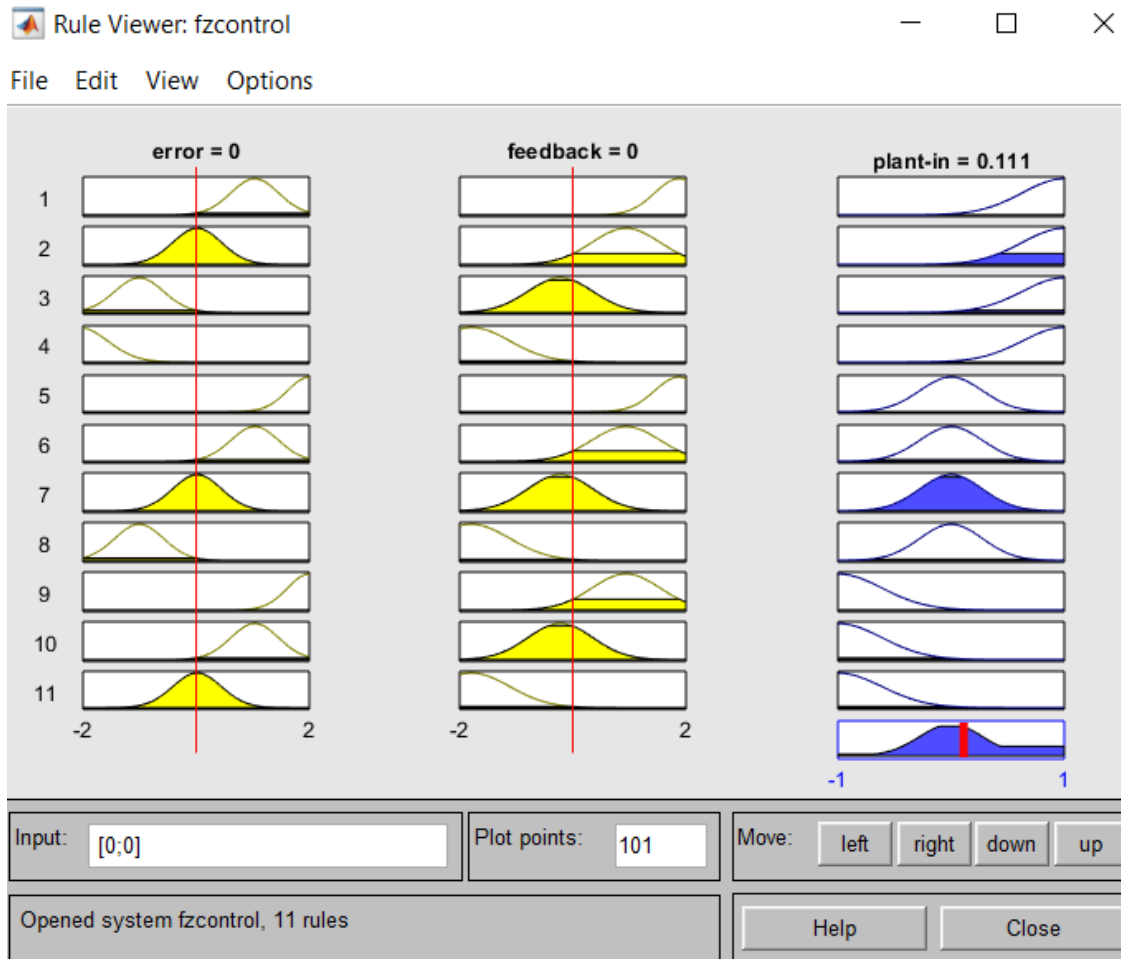 Rule Viewer: fzcontrol
File Edit View Options
error = 0 feedback = 0 plant-in = 0.111
1
2
3
4
5
6
7
8
9
10
11
-2 2 -2 2
-1 1
Input: [0;0] Plot points: 101 Move: left right down up
Opened system fzcontrol, 11 rules Help Close